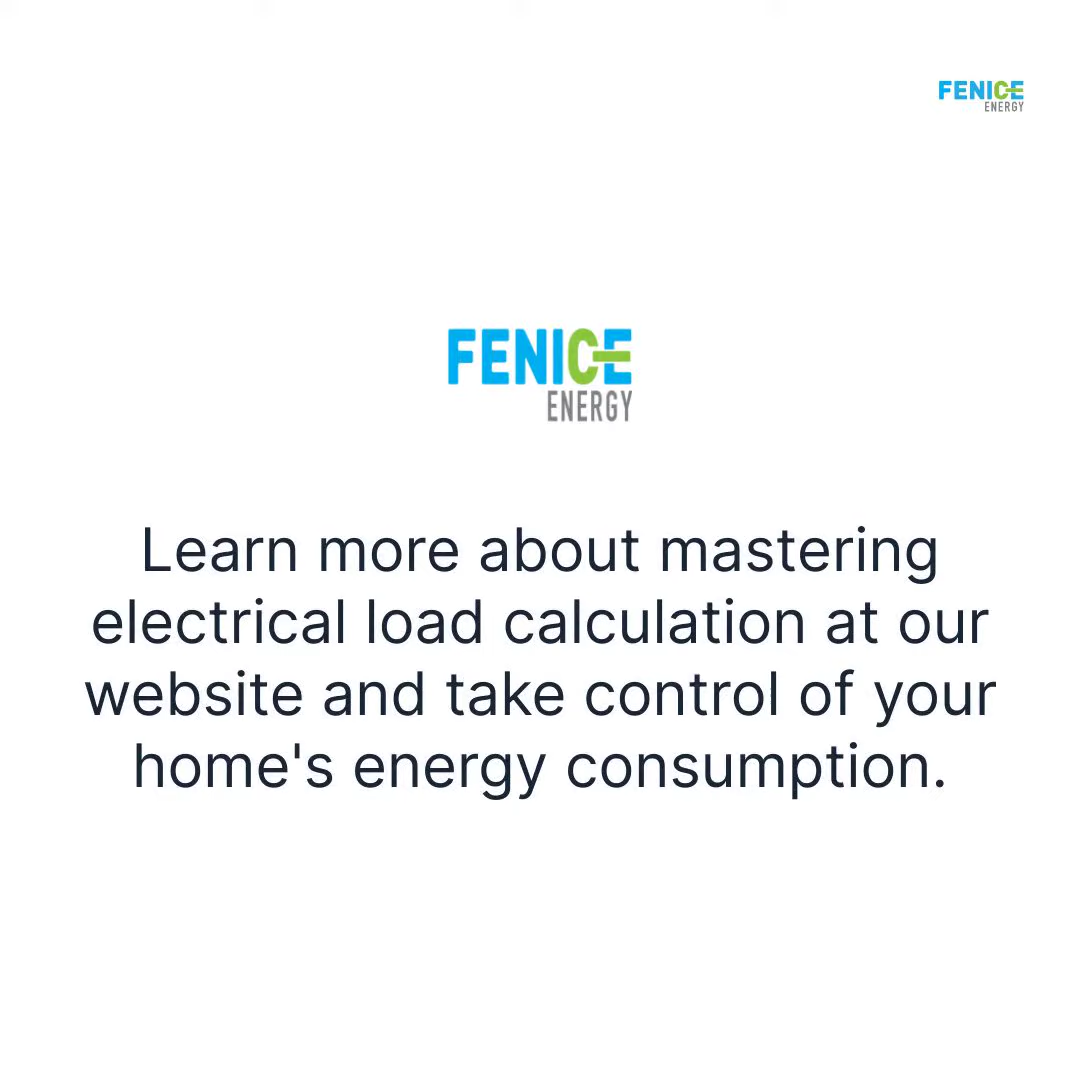 FENICE
ENERGY
FENICE
ENERGY
Learn more about mastering
electrical load calculation at our
website and take control of your
home's energy consumption.